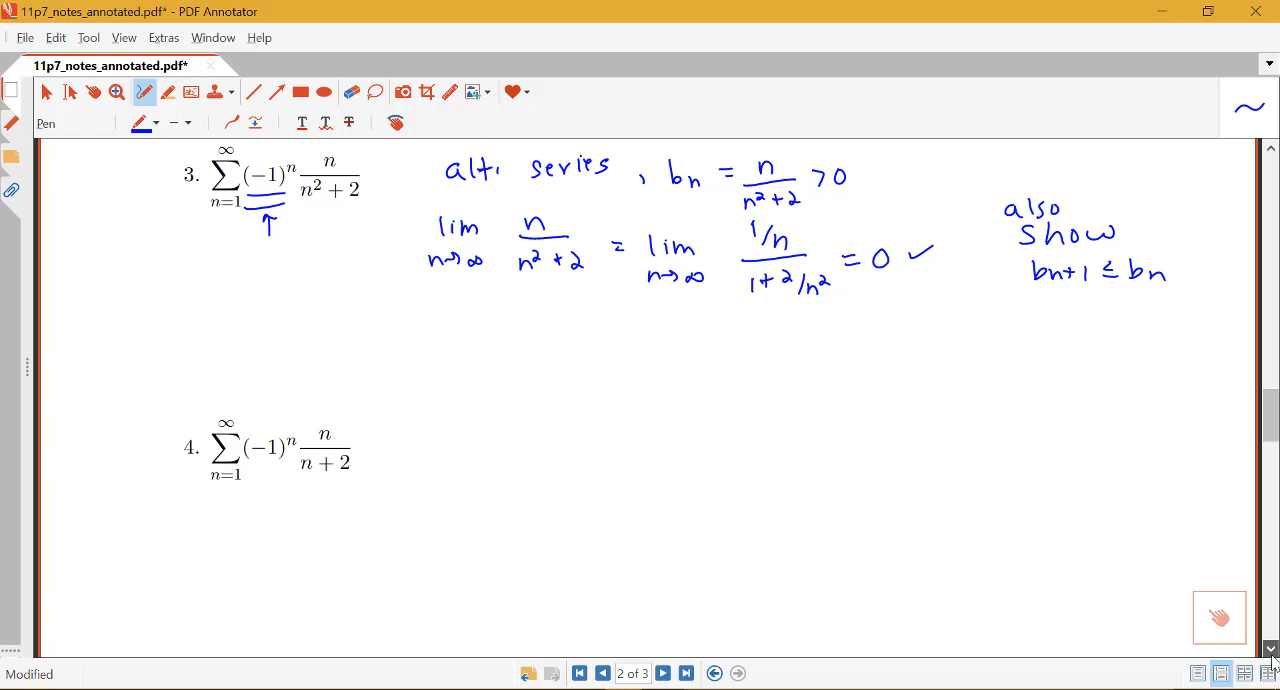 11p7_notes_annotated.pdf* - PDF Annotator
File Edit Tool View Extras Window Help
11p7_notes_annotated.pdf*
Pen
3. ∑_{n=1}^{∞} (−1)^n n/(n² + 2)
alt. series , bn = n/(n²+2) > 0
lim n→∞ n/(n²+2) = lim n→∞ (1/n)/(1+2/n²) = 0 ✓
also
show
bn+1 ≤ bn
4. ∑_{n=1}^{∞} (−1)^n n/(n + 2)
Modified
2 of 3